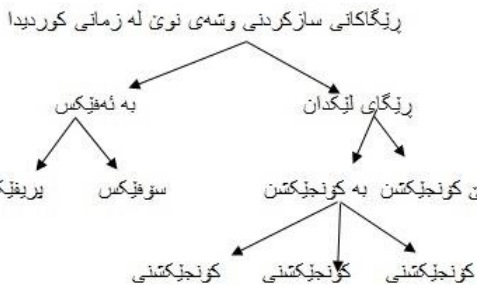 ڕێگاکانی سازکردنی وشەی نوێ لە زمانی کوردیدا
ڕێگای لێکدان بە ئەفێکس
کۆنجێکشن بە کۆنجێکشن سۆفێکس
کۆنجێکشنی کۆنجێکشنی کۆنجێکشنی